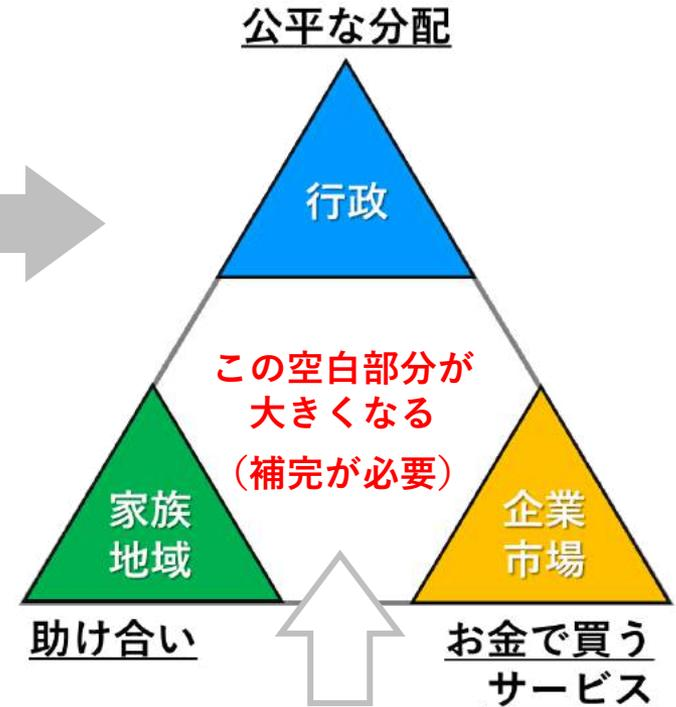 公平な分配
行政
この空白部分が
大きくなる
（補完が必要）
家族
地域
企業
市場
助け合い
お金で買う
サービス